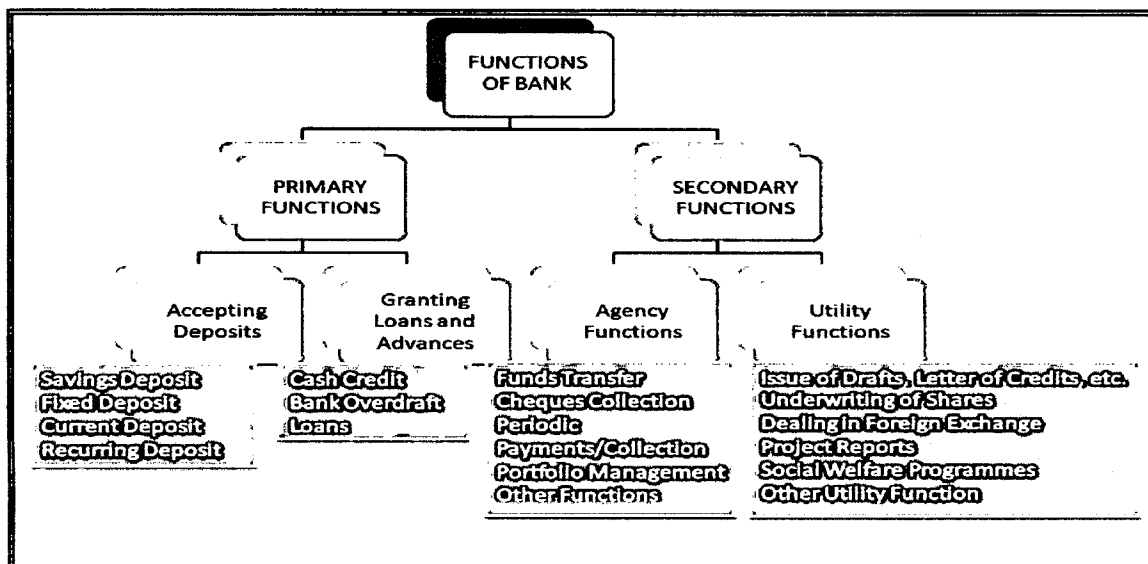 FUNCTIONS
OF BANK
PRIMARY
FUNCTIONS
SECONDARY
FUNCTIONS
Accepting
Deposits
Granting
Loans and
Advances
Agency
Functions
Utility
Functions
Savings Deposit
Fixed Deposit
Current Deposit
Recurring Deposit
Cash Credit
Bank Overdraft
Loans
Funds Transfer
Cheques Collection
Periodic
Payments/Collection
Portfolio Management
Other Functions
Issue of Drafts, Letter of Credits, etc.
Underwriting of Shares
Dealing in Foreign Exchange
Project Reports
Social Welfare Programmes
Other Utility Function